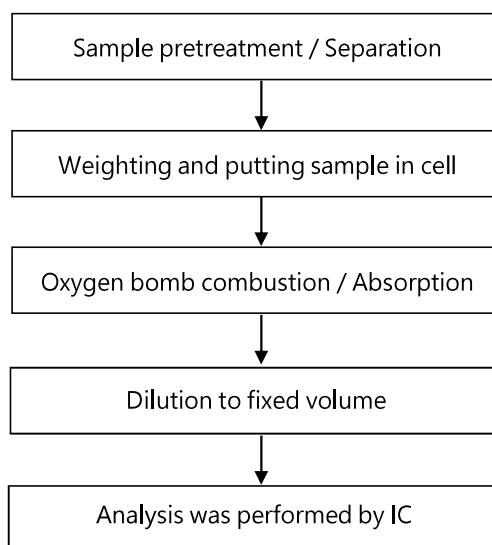 Sample pretreatment / Separation
Weighting and putting sample in cell
Oxygen bomb combustion / Absorption
Dilution to fixed volume
Analysis was performed by IC